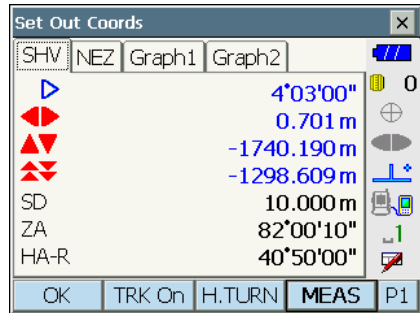 Set Out Coords
SHV NEZ Graph1 Graph2
4°03'00"
0
0.701 m
-1740.190 m
-1298.609 m
SD 10.000 m
ZA 82°00'10"
1
HA-R 40°50'00"
OK TRK On H.TURN MEAS P1